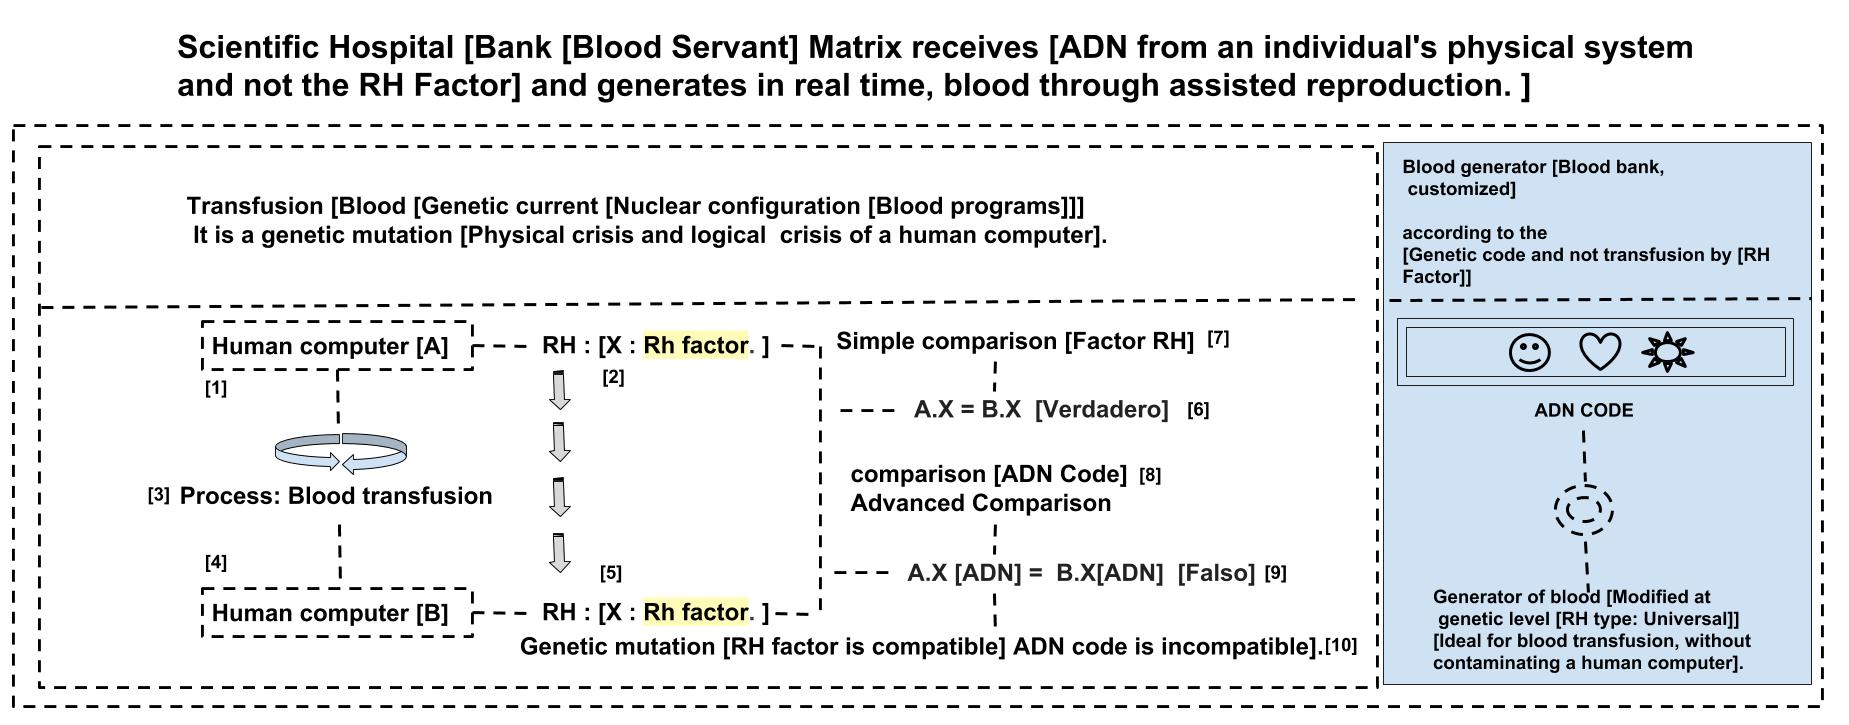 Scientific Hospital [Bank [Blood Servant] Matrix receives [ADN from an individual's physical system
and not the RH Factor] and generates in real time, blood through assisted reproduction. ]
Transfusion [Blood [Genetic current [Nuclear configuration [Blood programs]]]
It is a genetic mutation [Physical crisis and logical crisis of a human computer].
Human computer [A]
[1]
RH : [X : Rh factor. ]
[2]
[3] Process: Blood transfusion
[4]
Human computer [B]
[5]
RH : [X : Rh factor. ]
Simple comparison [Factor RH] [7]
A.X = B.X [Verdadero] [6]
comparison [ADN Code] [8]
Advanced Comparison
A.X [ADN] = B.X[ADN] [Falso] [9]
Genetic mutation [RH factor is compatible] ADN code is incompatible].[10]
Blood generator [Blood bank,
customized]
according to the
[Genetic code and not transfusion by [RH
Factor]]
ADN CODE
Generator of blood [Modified at
genetic level [RH type: Universal]]
[Ideal for blood transfusion, without
contaminating a human computer].